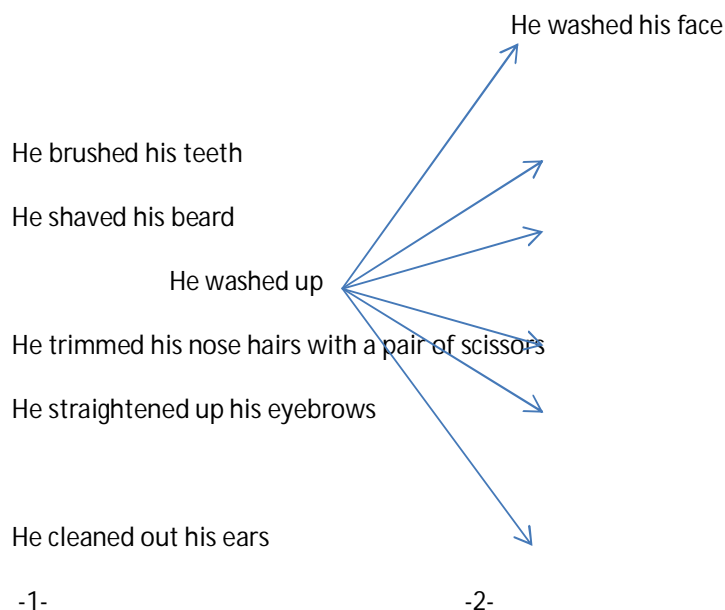 He washed his face
He brushed his teeth
He shaved his beard
He washed up
He trimmed his nose hairs with a pair of scissors
He straightened up his eyebrows
He cleaned out his ears
-1- -2-